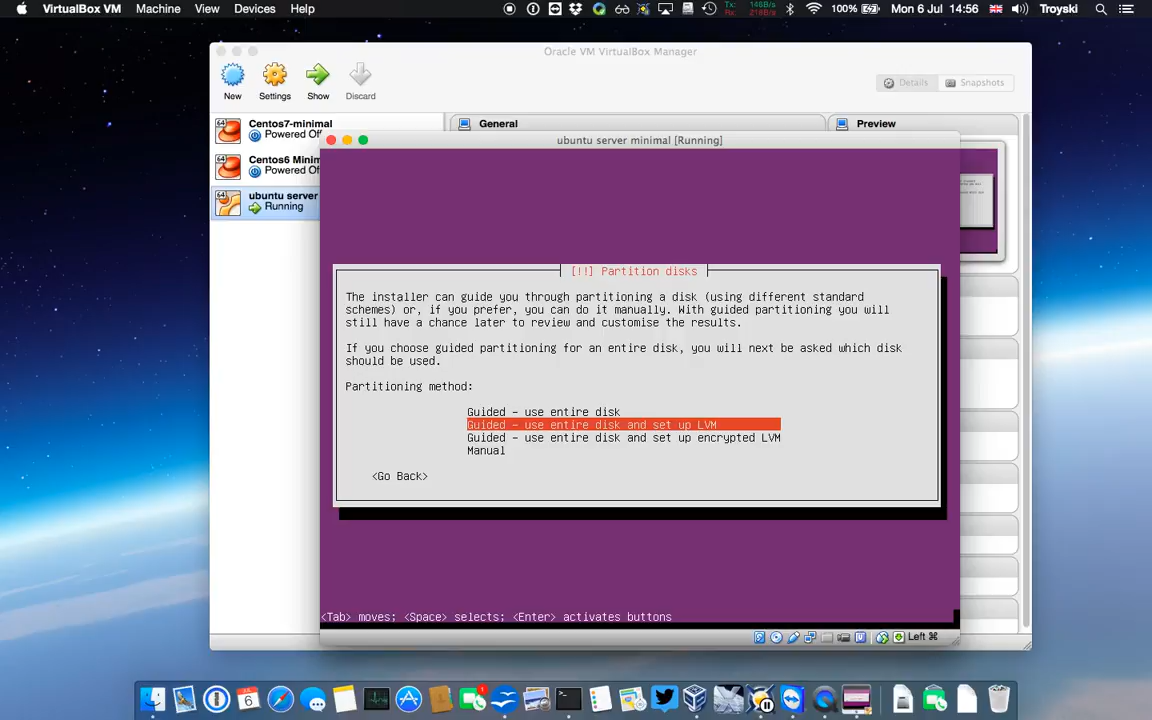 VirtualBox VM Machine View Devices Help Tx: 146B/s Rx: 218B/s 100% Mon 6 Jul 14:56 Troyski
Oracle VM VirtualBox Manager
New Settings Show Discard Details Snapshots
Centos7-minimal
Powered Of
General
Preview
ubuntu server minimal [Running]
Centos6 Minim
Powered Of
ubuntu server
Running
[!!] Partition disks
The installer can guide you through partitioning a disk (using different standard
schemes) or, if you prefer, you can do it manually. With guided partitioning you will
still have a chance later to review and customise the results.
If you choose guided partitioning for an entire disk, you will next be asked which disk
should be used.
Partitioning method:
Guided - use entire disk
Guided - use entire disk and set up LVM
Guided - use entire disk and set up encrypted LVM
Manual
<Go Back>
<Tab> moves; <Space> selects; <Enter> activates buttons
Left ⌘